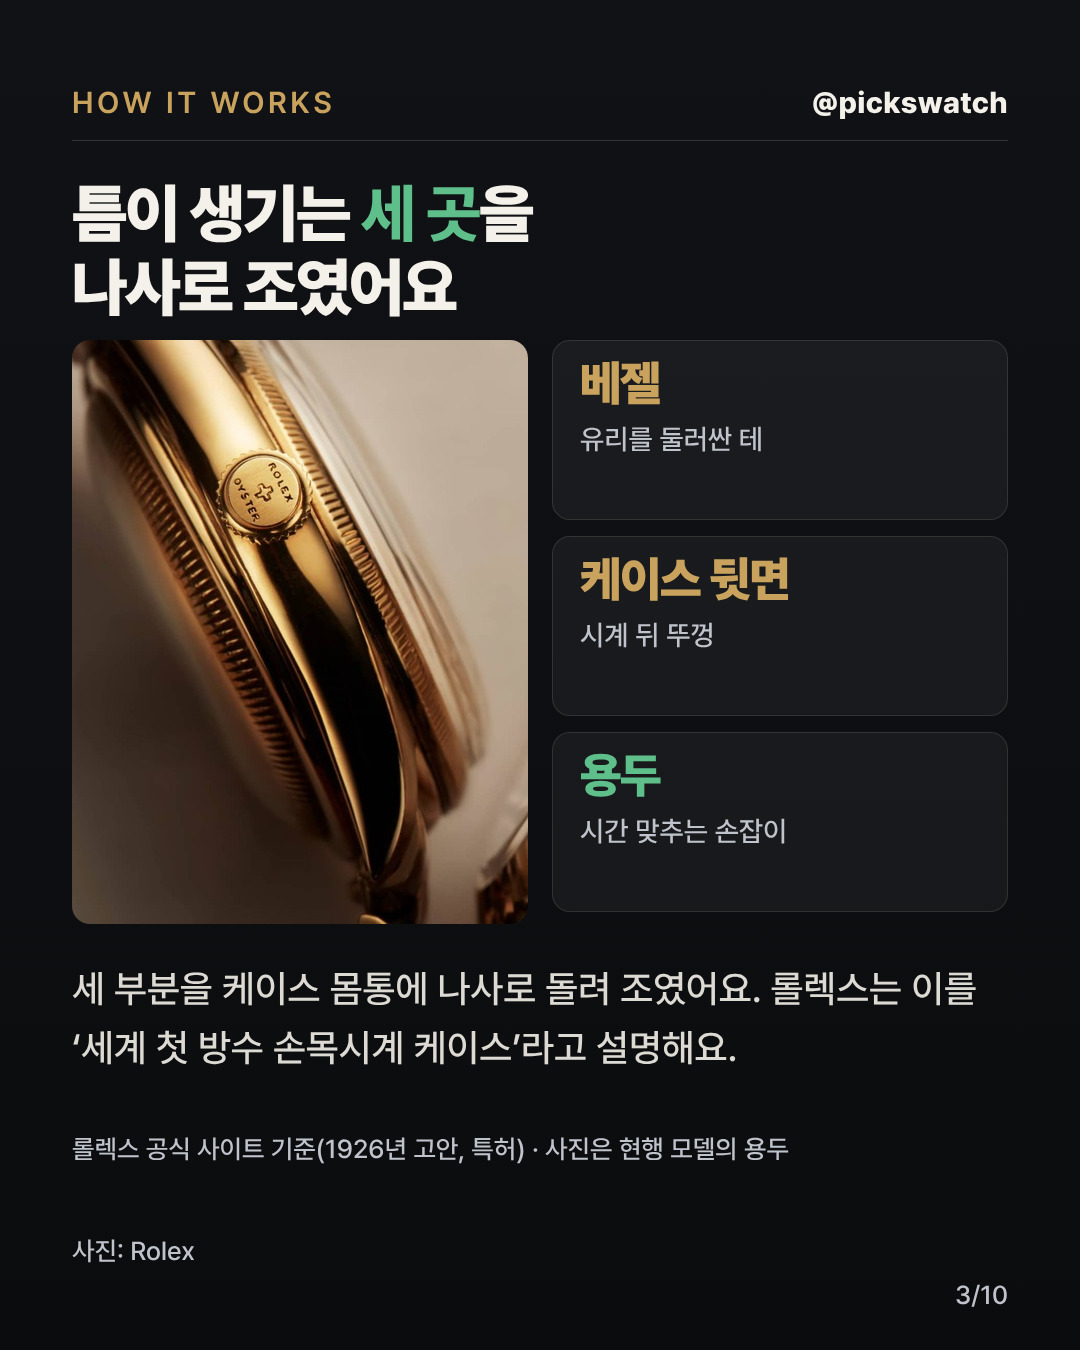 HOW IT WORKS
@pickswatch
틈이 생기는 세 곳을
나사로 조였어요
ROLEX
OYSTER
베젤
유리를 둘러싼 테
케이스 뒷면
시계 뒤 뚜껑
용두
시간 맞추는 손잡이
세 부분을 케이스 몸통에 나사로 돌려 조였어요. 롤렉스는 이를
‘세계 첫 방수 손목시계 케이스’라고 설명해요.
롤렉스 공식 사이트 기준(1926년 고안, 특허) · 사진은 현행 모델의 용두
사진: Rolex
3/10